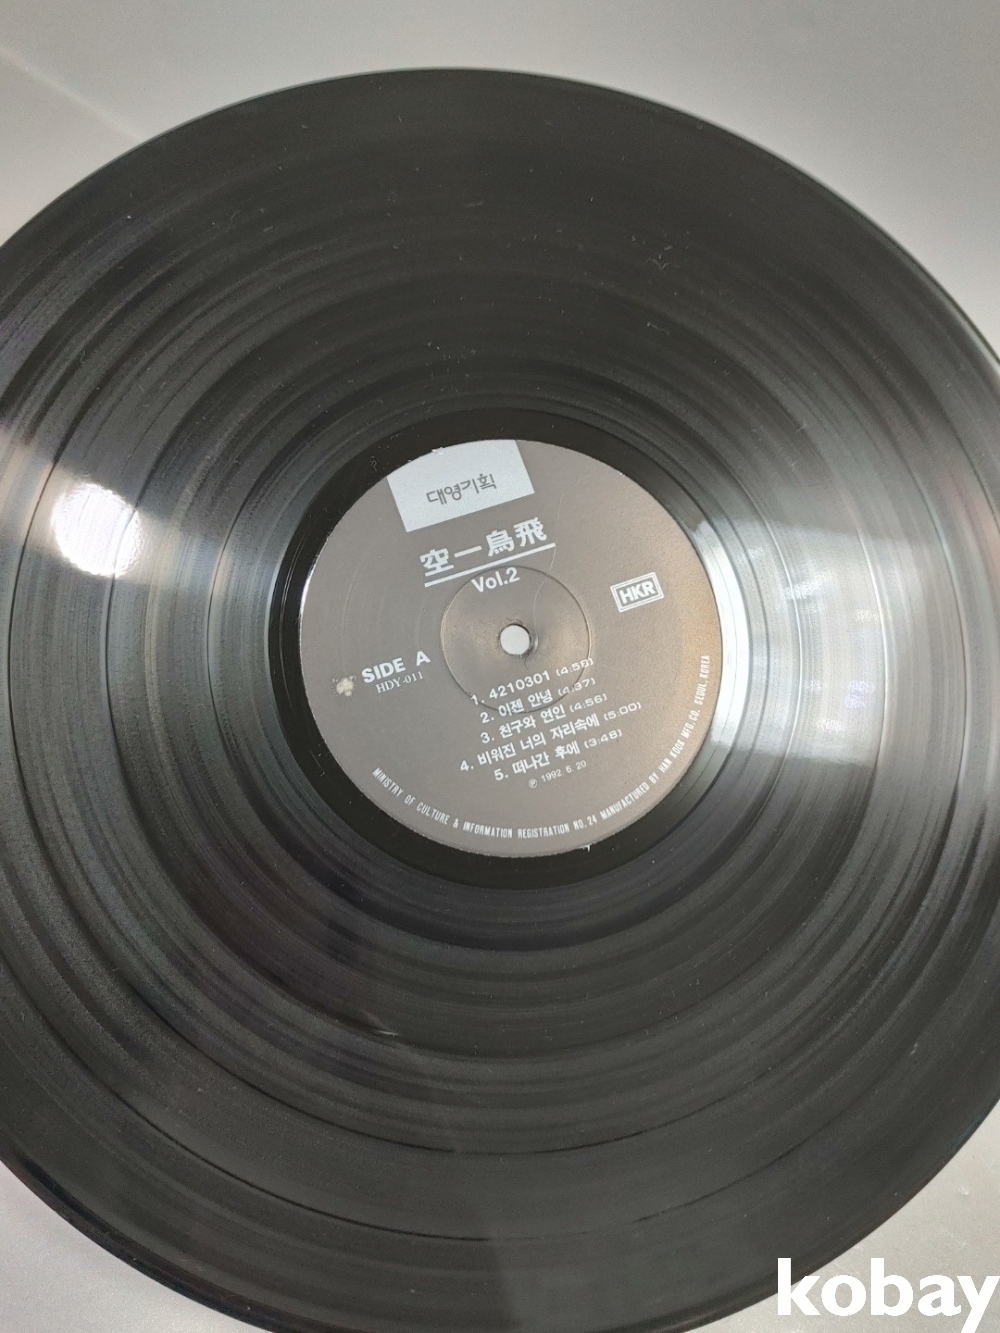 대영기획
空一烏飛
Vol.2
HKR
SIDE A
HDY-011
1. 4210301 (4:56)
2. 이젠 안녕 (4:37)
3. 친구와 연인 (4:56)
4. 비워진 너의 자리속에 (5:00)
5. 떠나간 후에 (3:48)
℗ 1992. 6. 20
MINISTRY OF CULTURE & INFORMATION REGISTRATION NO. 24 MANUFACTURED BY HAN KOOK MFG. CO. SEOUL, KOREA
kobay